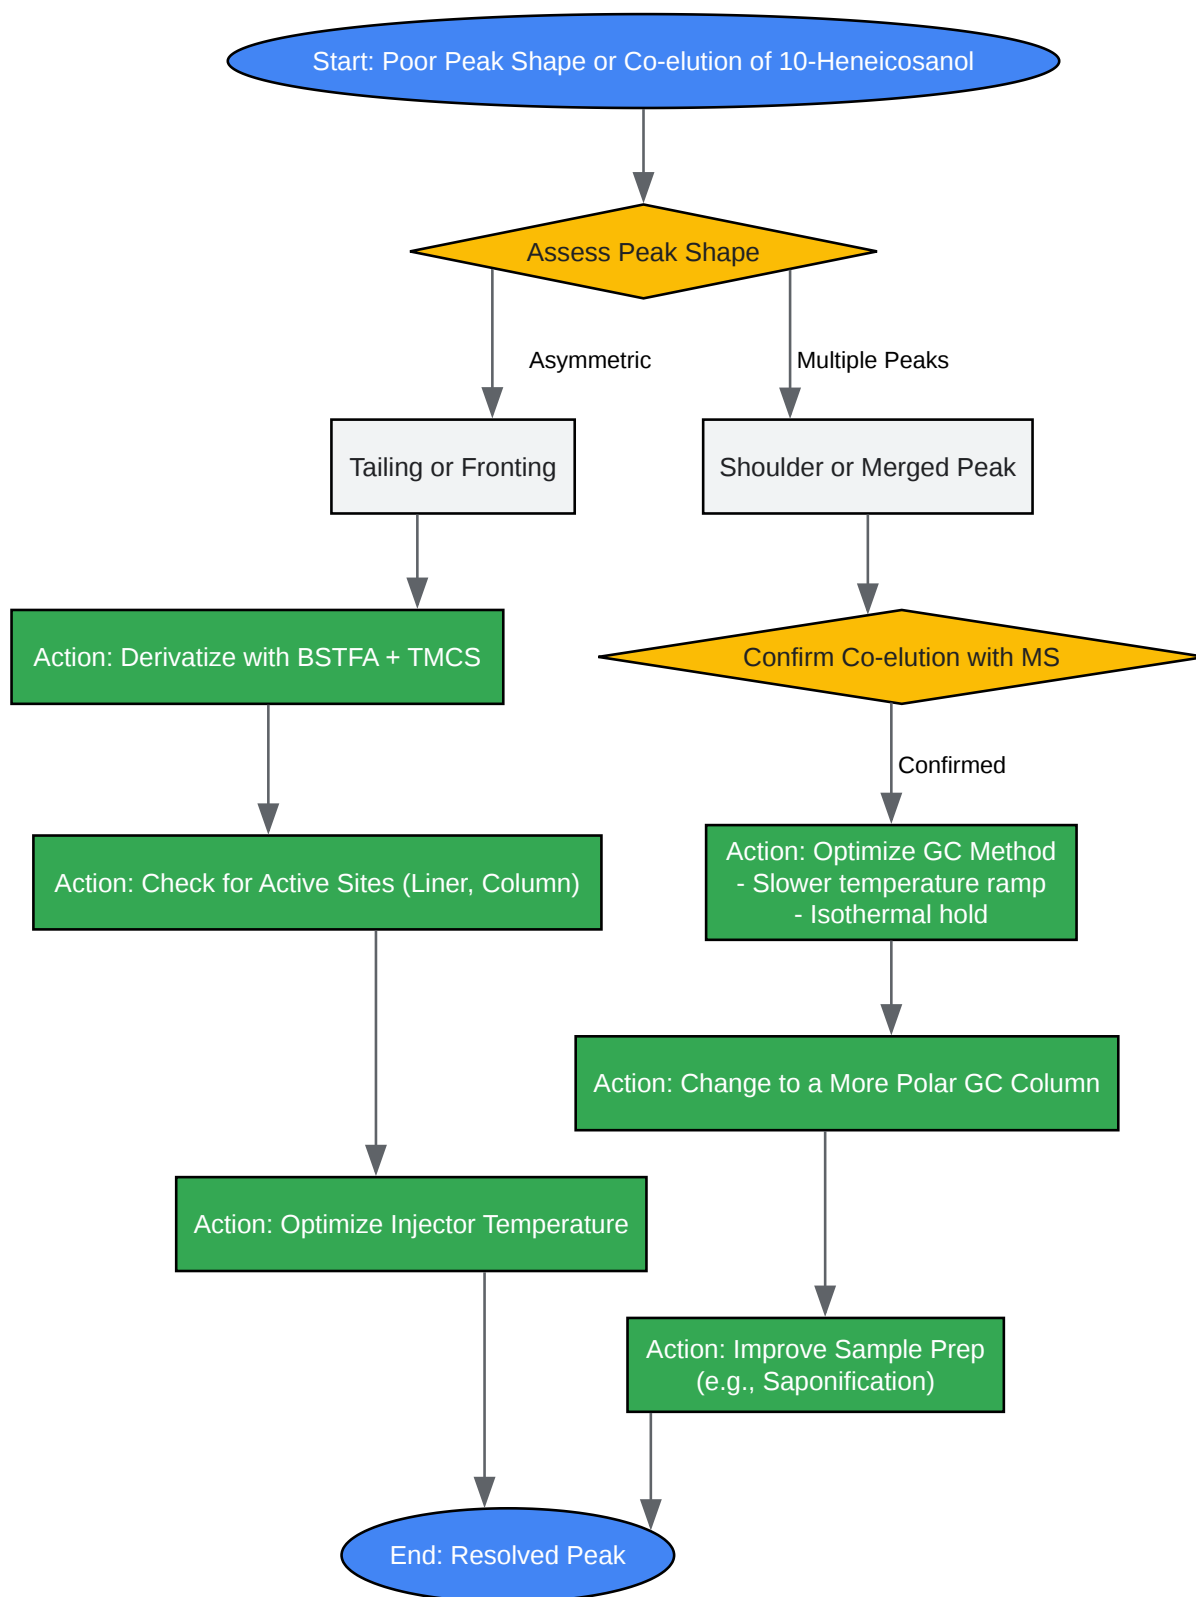 Start: Poor Peak Shape or Co-elution of 10-Heneicosanol
Assess Peak Shape
Asymmetric
Multiple Peaks
Tailing or Fronting
Shoulder or Merged Peak
Action: Derivatize with BSTFA + TMCS
Confirm Co-elution with MS
Confirmed
Action: Check for Active Sites (Liner, Column)
Action: Optimize GC Method
- Slower temperature ramp
- Isothermal hold
Action: Change to a More Polar GC Column
Action: Optimize Injector Temperature
Action: Improve Sample Prep
(e.g., Saponification)
End: Resolved Peak